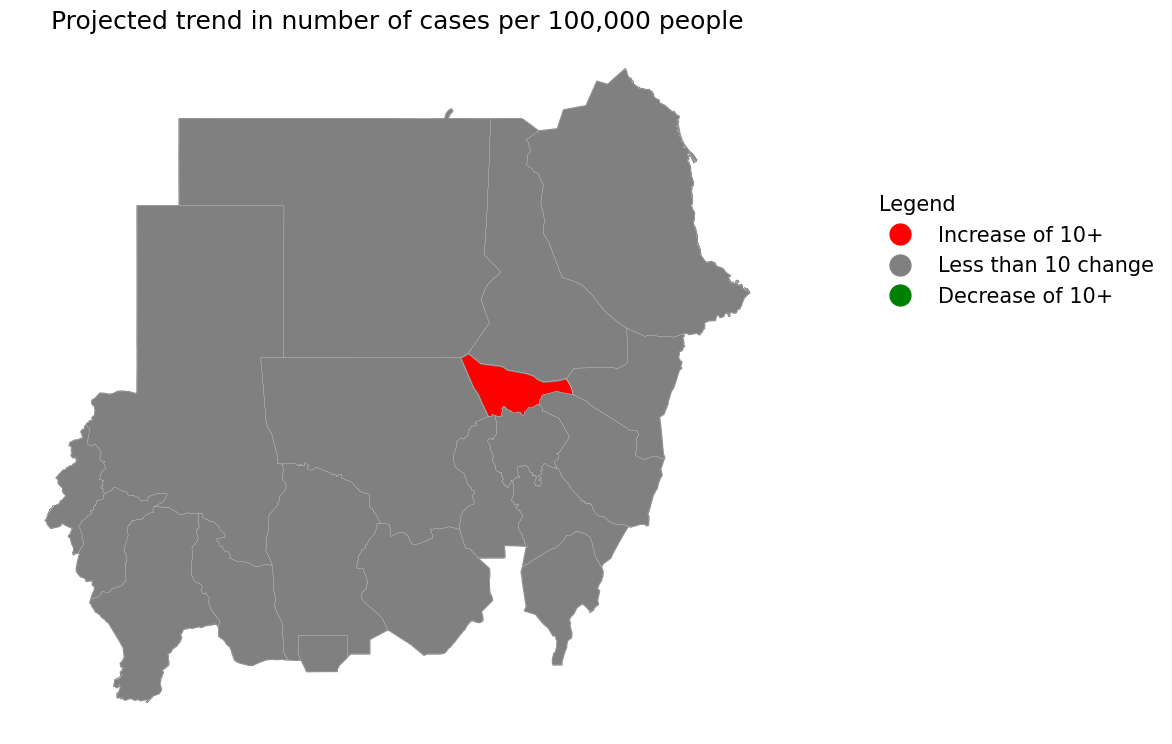 Projected trend in number of cases per 100,000 people
Legend
Increase of 10+
Less than 10 change
Decrease of 10+